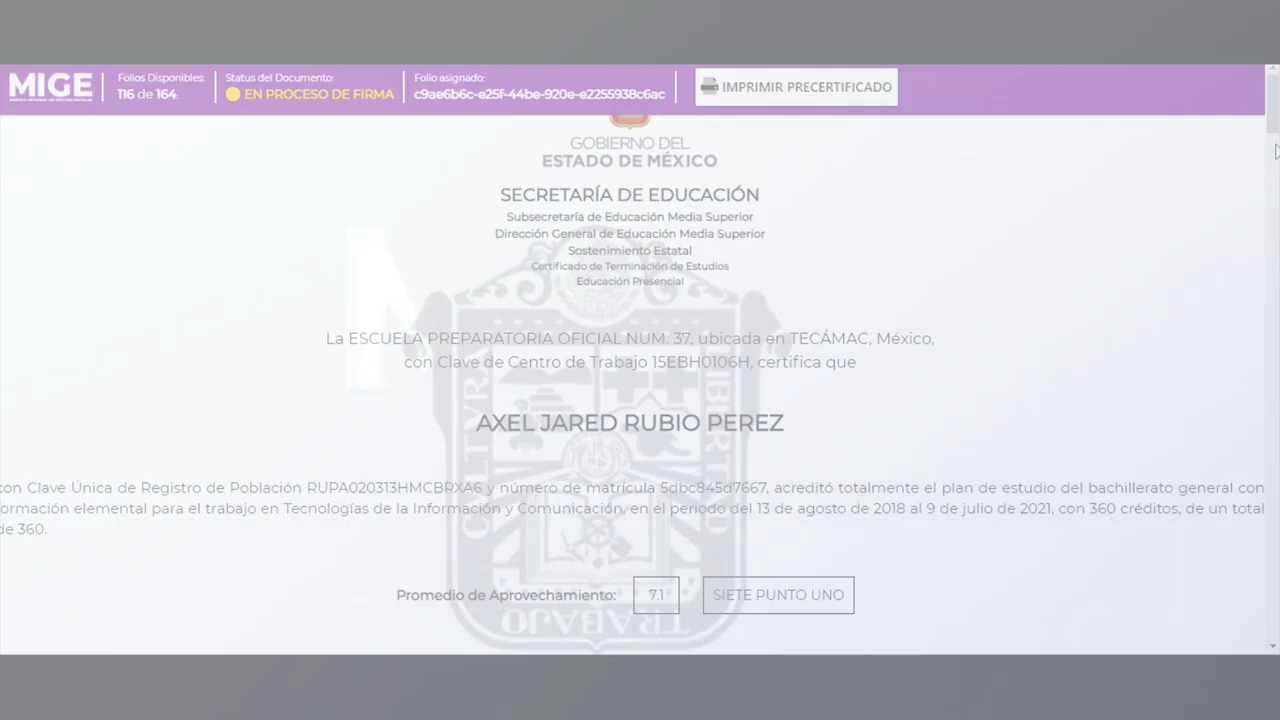 MIGE
Folios Disponibles:
116 de 164.
Status del Documento:
EN PROCESO DE FIRMA
Folio asignado:
c9ae6b6c-e25f-44be-920e-e2255938c6ac
IMPRIMIR PRECERTIFICADO
GOBIERNO DEL
ESTADO DE MÉXICO
SECRETARÍA DE EDUCACIÓN
Subsecretaría de Educación Media Superior
Dirección General de Educación Media Superior
Sostenimiento Estatal
Certificado de Terminación de Estudios
Educación Presencial
N
La ESCUELA PREPARATORIA OFICIAL NUM. 37, ubicada en TECÁMAC, México,
con Clave de Centro de Trabajo 15EBH0106H, certifica que
AXEL JARED RUBIO PEREZ
con Clave Única de Registro de Población RUPA020313HMCBRXA6 y número de matrícula 5dbc845d7667, acreditó totalmente el plan de estudio del bachillerato general con
ormación elemental para el trabajo en Tecnologías de la Información y Comunicación, en el periodo del 13 de agosto de 2018 al 9 de julio de 2021, con 360 créditos, de un total
de 360.
Promedio de Aprovechamiento: 7.1 SIETE PUNTO UNO
CULTURA
LIBERTAD
TRABAJO